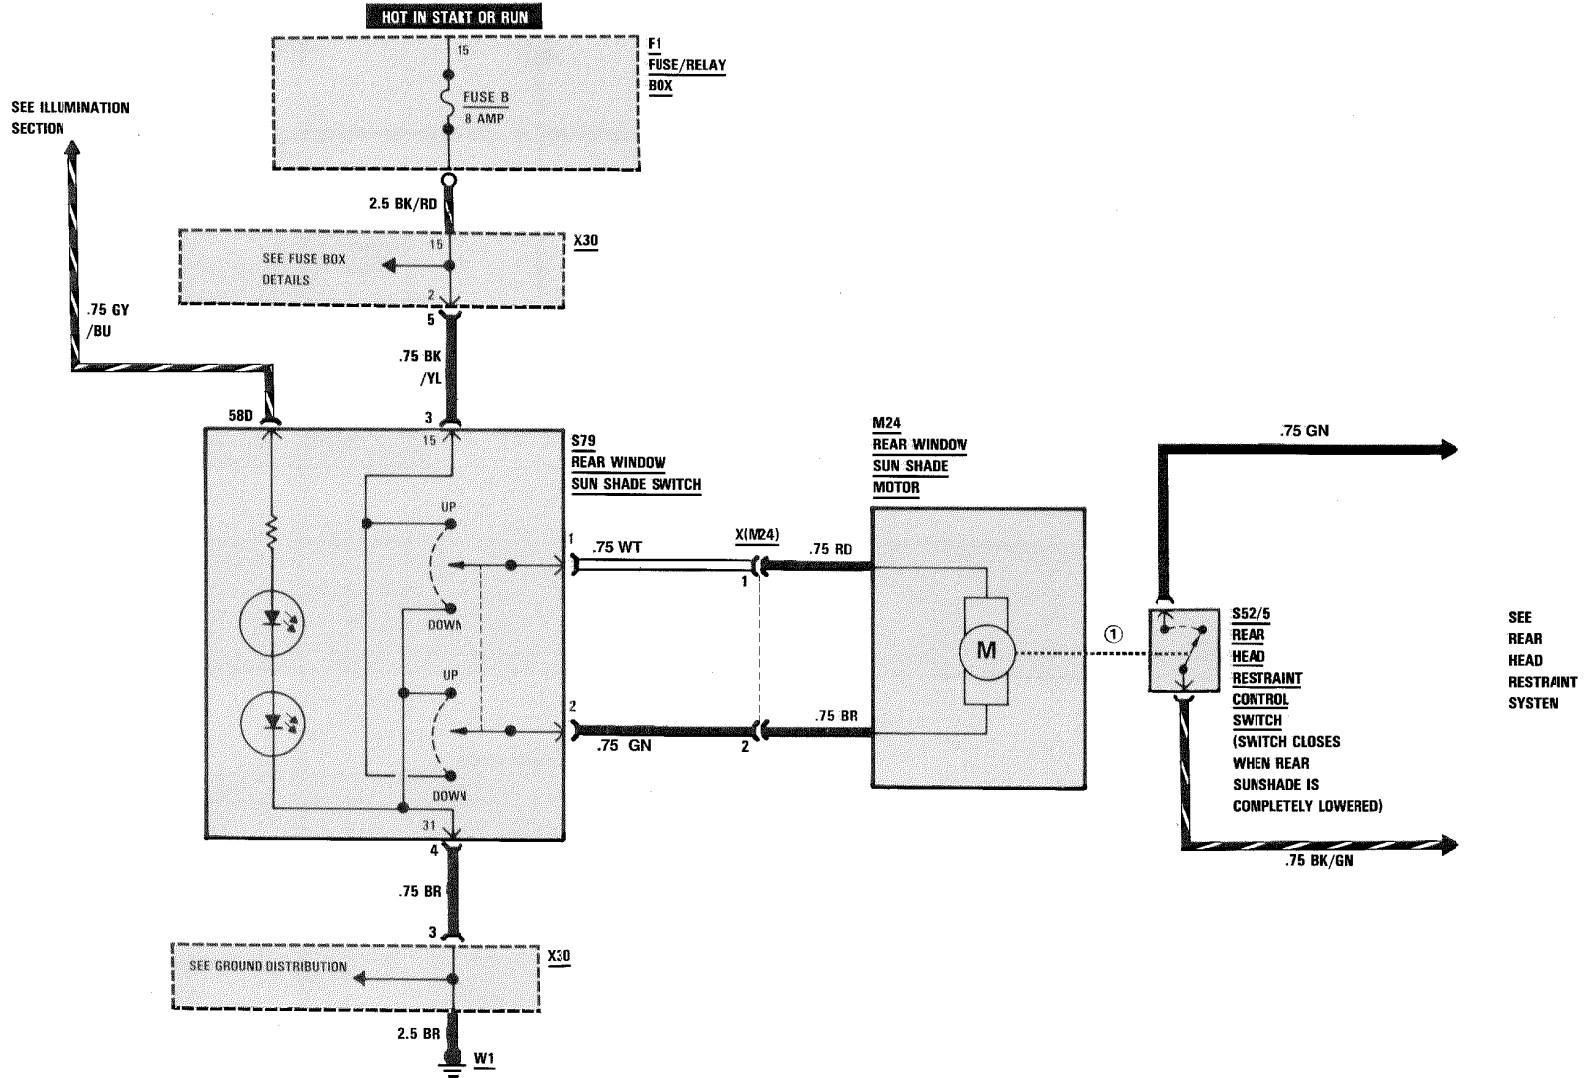 HOT IN START OR RUN
15
F1
FUSE/RELAY
BOX
FUSE B
8 AMP
SEE ILLUMINATION
SECTION
2.5 BK/RD
15
X30
SEE FUSE BOX
DETAILS
2
5
.75 GY
/BU
.75 BK
/YL
58D
3
15
S79
REAR WINDOW
SUN SHADE SWITCH
M24
REAR WINDOW
SUN SHADE
MOTOR
.75 GN
UP
1
.75 WT
X(M24)
1
.75 RD
DOWN
M
1
S52/5
REAR
HEAD
RESTRAINT
CONTROL
SWITCH
(SWITCH CLOSES
WHEN REAR
SUNSHADE IS
COMPLETELY LOWERED)
SEE
REAR
HEAD
RESTRAINT
SYSTEN
UP
2
.75 GN
2
.75 BR
DOWN
31
4
.75 BK/GN
.75 BR
3
X30
SEE GROUND DISTRIBUTION
2.5 BR
W1